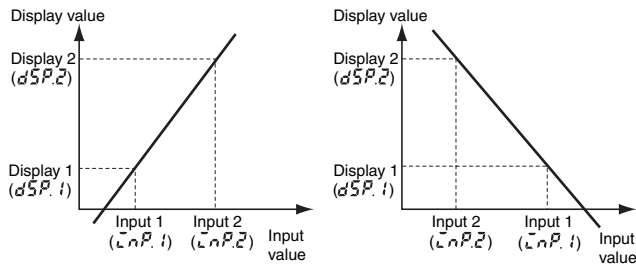 Display value
Display 2
(dSP.2)
Display 1
(dSP.1)
Input 1
(inP.1)
Input 2
(inP.2)
Input
value
Display value
Display 2
(dSP.2)
Display 1
(dSP.1)
Input 2
(inP.2)
Input 1
(inP.1)
Input
value